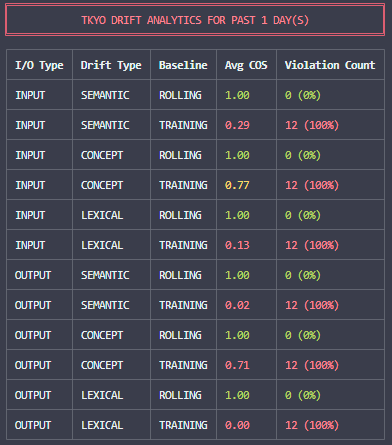 TKYO DRIFT ANALYTICS FOR PAST 1 DAY(S)
I/O Type Drift Type Baseline Avg COS Violation Count
INPUT SEMANTIC ROLLING 1.00 0 (0%)
INPUT SEMANTIC TRAINING 0.29 12 (100%)
INPUT CONCEPT ROLLING 1.00 0 (0%)
INPUT CONCEPT TRAINING 0.77 12 (100%)
INPUT LEXICAL ROLLING 1.00 0 (0%)
INPUT LEXICAL TRAINING 0.13 12 (100%)
OUTPUT SEMANTIC ROLLING 1.00 0 (0%)
OUTPUT SEMANTIC TRAINING 0.02 12 (100%)
OUTPUT CONCEPT ROLLING 1.00 0 (0%)
OUTPUT CONCEPT TRAINING 0.71 12 (100%)
OUTPUT LEXICAL ROLLING 1.00 0 (0%)
OUTPUT LEXICAL TRAINING 0.00 12 (100%)